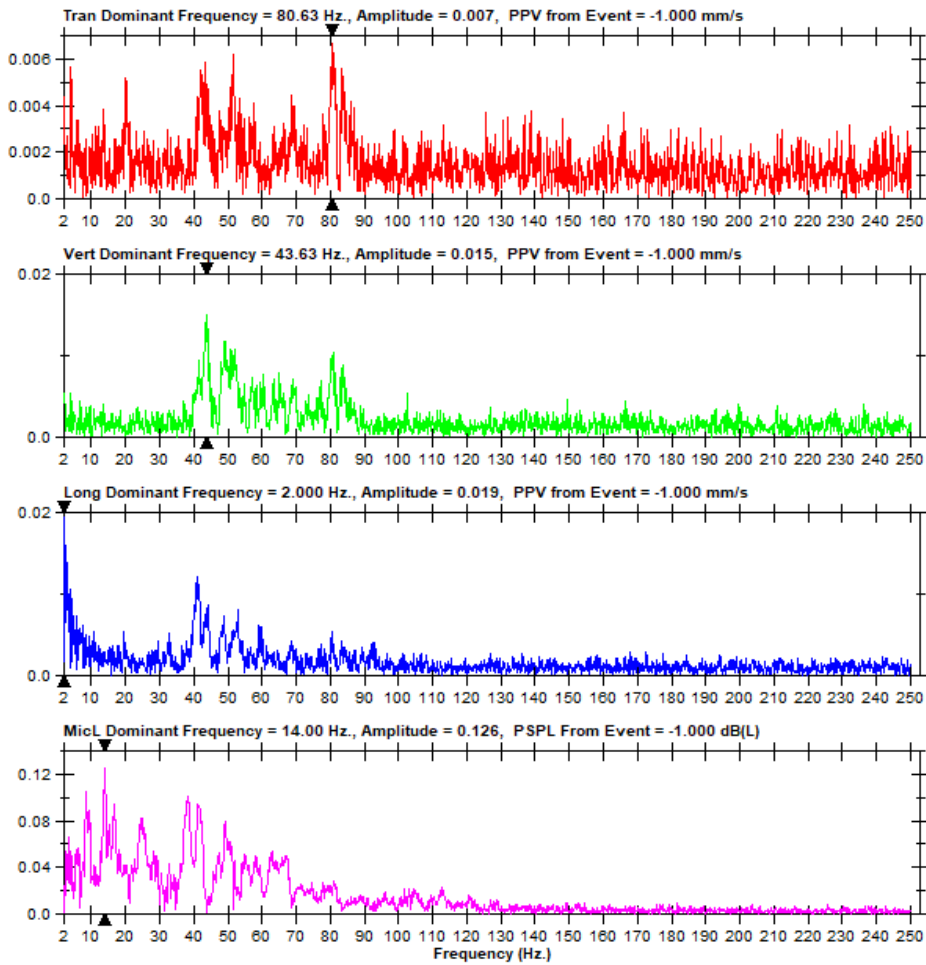 Tran Dominant Frequency = 80.63 Hz., Amplitude = 0.007, PPV from Event = -1.000 mm/s
0.006
0.004
0.002
0.0
2 10 20 30 40 50 60 70 80 90 100 110 120 130 140 150 160 170 180 190 200 210 220 230 240 250
Vert Dominant Frequency = 43.63 Hz., Amplitude = 0.015, PPV from Event = -1.000 mm/s
0.02
0.0
2 10 20 30 40 50 60 70 80 90 100 110 120 130 140 150 160 170 180 190 200 210 220 230 240 250
Long Dominant Frequency = 2.000 Hz., Amplitude = 0.019, PPV from Event = -1.000 mm/s
0.02
0.0
2 10 20 30 40 50 60 70 80 90 100 110 120 130 140 150 160 170 180 190 200 210 220 230 240 250
MicL Dominant Frequency = 14.00 Hz., Amplitude = 0.126, PSPL From Event = -1.000 dB(L)
0.12
0.08
0.04
0.0
2 10 20 30 40 50 60 70 80 90 100 110 120 130 140 150 160 170 180 190 200 210 220 230 240 250
Frequency (Hz.)